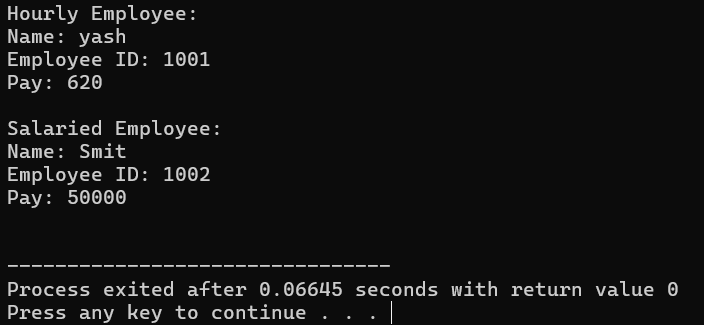 Hourly Employee:
Name: yash
Employee ID: 1001
Pay: 620
Salaried Employee:
Name: Smit
Employee ID: 1002
Pay: 50000
--------------------------------
Process exited after 0.06645 seconds with return value 0
Press any key to continue . . .